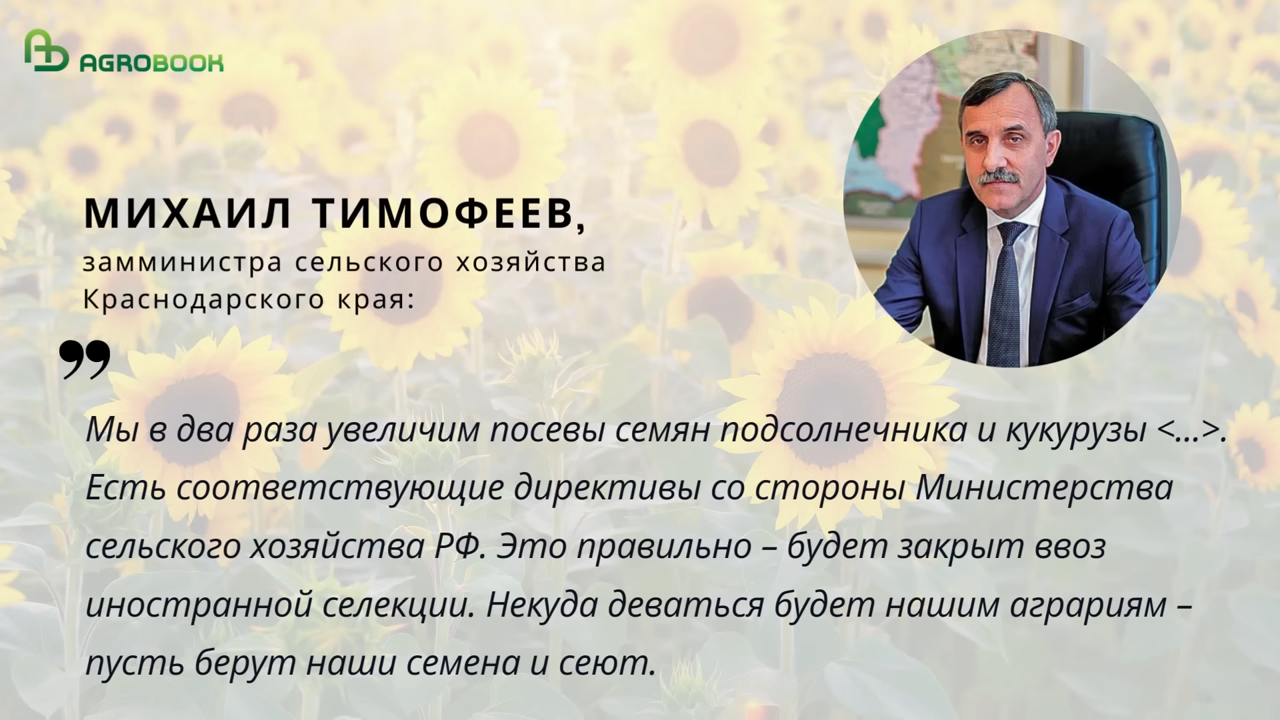 AGROBOOK
МИХАИЛ ТИМОФЕЕВ,
замминистра сельского хозяйства
Краснодарского края:
”
Мы в два раза увеличим посевы семян подсолнечника и кукурузы <...>.
Есть соответствующие директивы со стороны Министерства
сельского хозяйства РФ. Это правильно – будет закрыт ввоз
иностранной селекции. Некуда деваться будет нашим аграриям –
пусть берут наши семена и сеют.